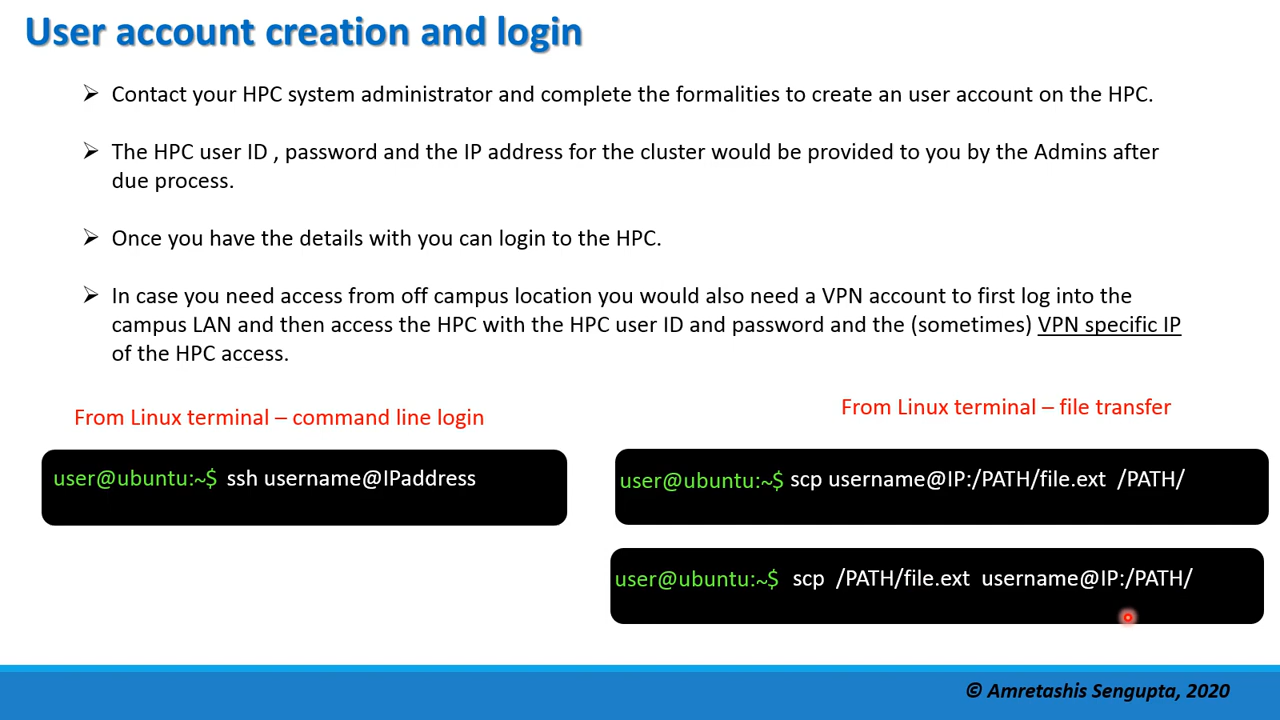 User account creation and login
➢ Contact your HPC system administrator and complete the formalities to create an user account on the HPC.
➢ The HPC user ID , password and the IP address for the cluster would be provided to you by the Admins after
due process.
➢ Once you have the details with you can login to the HPC.
➢ In case you need access from off campus location you would also need a VPN account to first log into the
campus LAN and then access the HPC with the HPC user ID and password and the (sometimes) VPN specific IP
of the HPC access.
From Linux terminal – command line login
user@ubuntu:~$ ssh username@IPaddress
From Linux terminal – file transfer
user@ubuntu:~$ scp username@IP:/PATH/file.ext /PATH/
user@ubuntu:~$ scp /PATH/file.ext username@IP:/PATH/
© Amretashis Sengupta, 2020